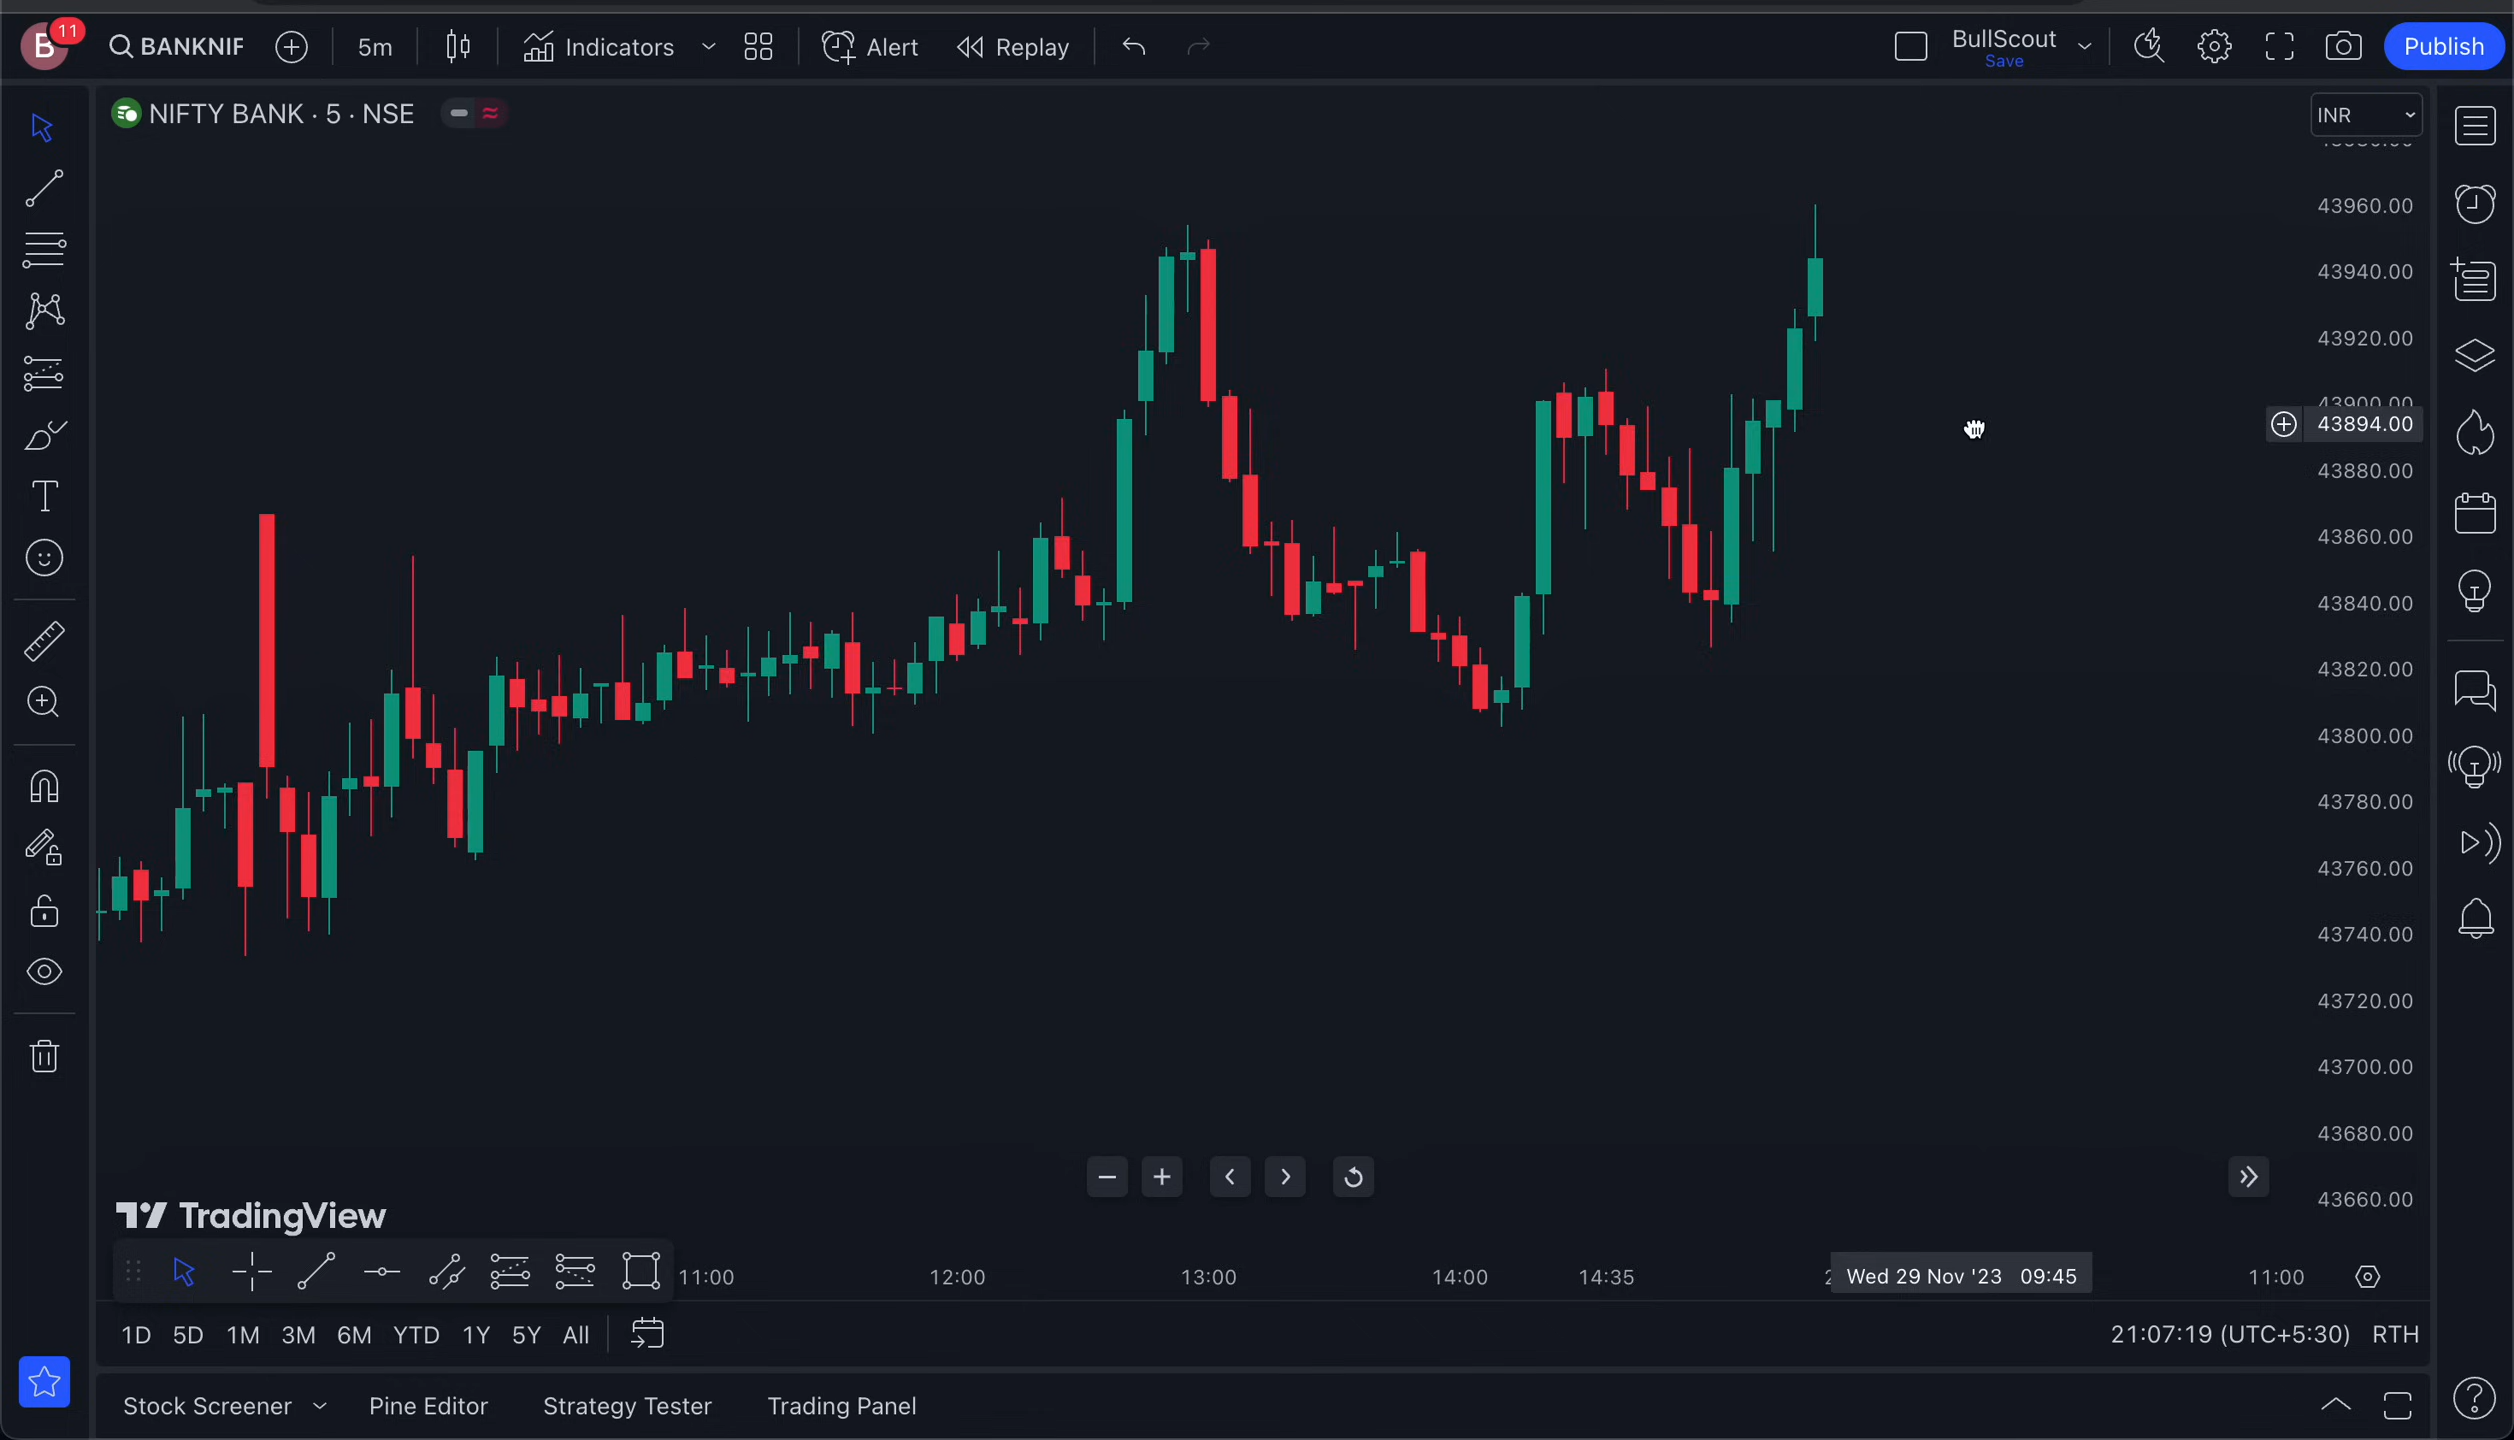 B 11 BANKNIF 5m Indicators Alert Replay BullScout Publish
Save
NIFTY BANK · 5 · NSE
INR
43960.00
43940.00
43920.00
43900.00
43894.00
43880.00
43860.00
43840.00
43820.00
43800.00
43780.00
43760.00
43740.00
43720.00
43700.00
43680.00
43660.00
TradingView
11:00 12:00 13:00 14:00 14:35 Wed 29 Nov '23 09:45 11:00
1D 5D 1M 3M 6M YTD 1Y 5Y All 21:07:19 (UTC+5:30) RTH
Stock Screener Pine Editor Strategy Tester Trading Panel